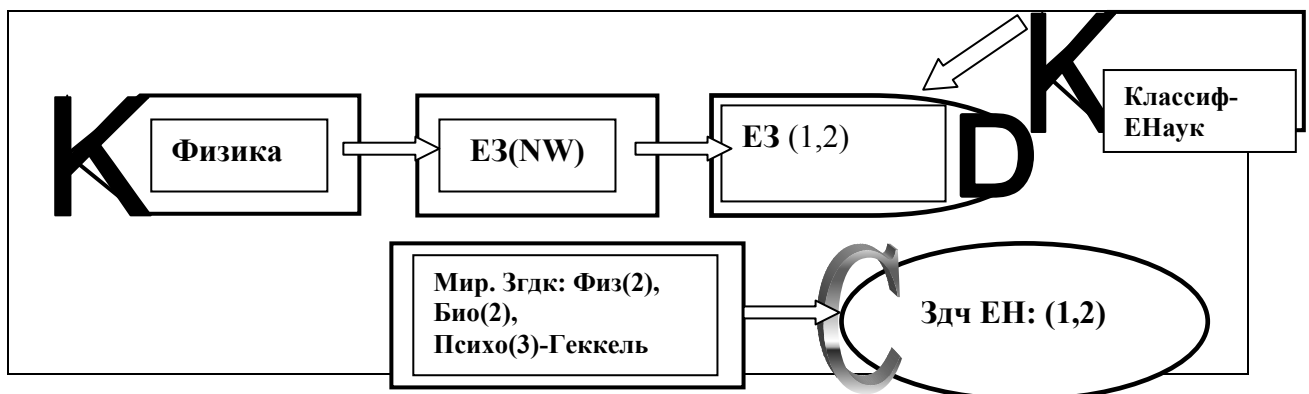 К
Физика
ЕЗ(NW)
ЕЗ (1,2)
D
К
Классиф-
ЕНаук
Мир. Згдк: Физ(2),
Био(2),
Психо(3)-Геккель
С
Здч ЕН: (1,2)